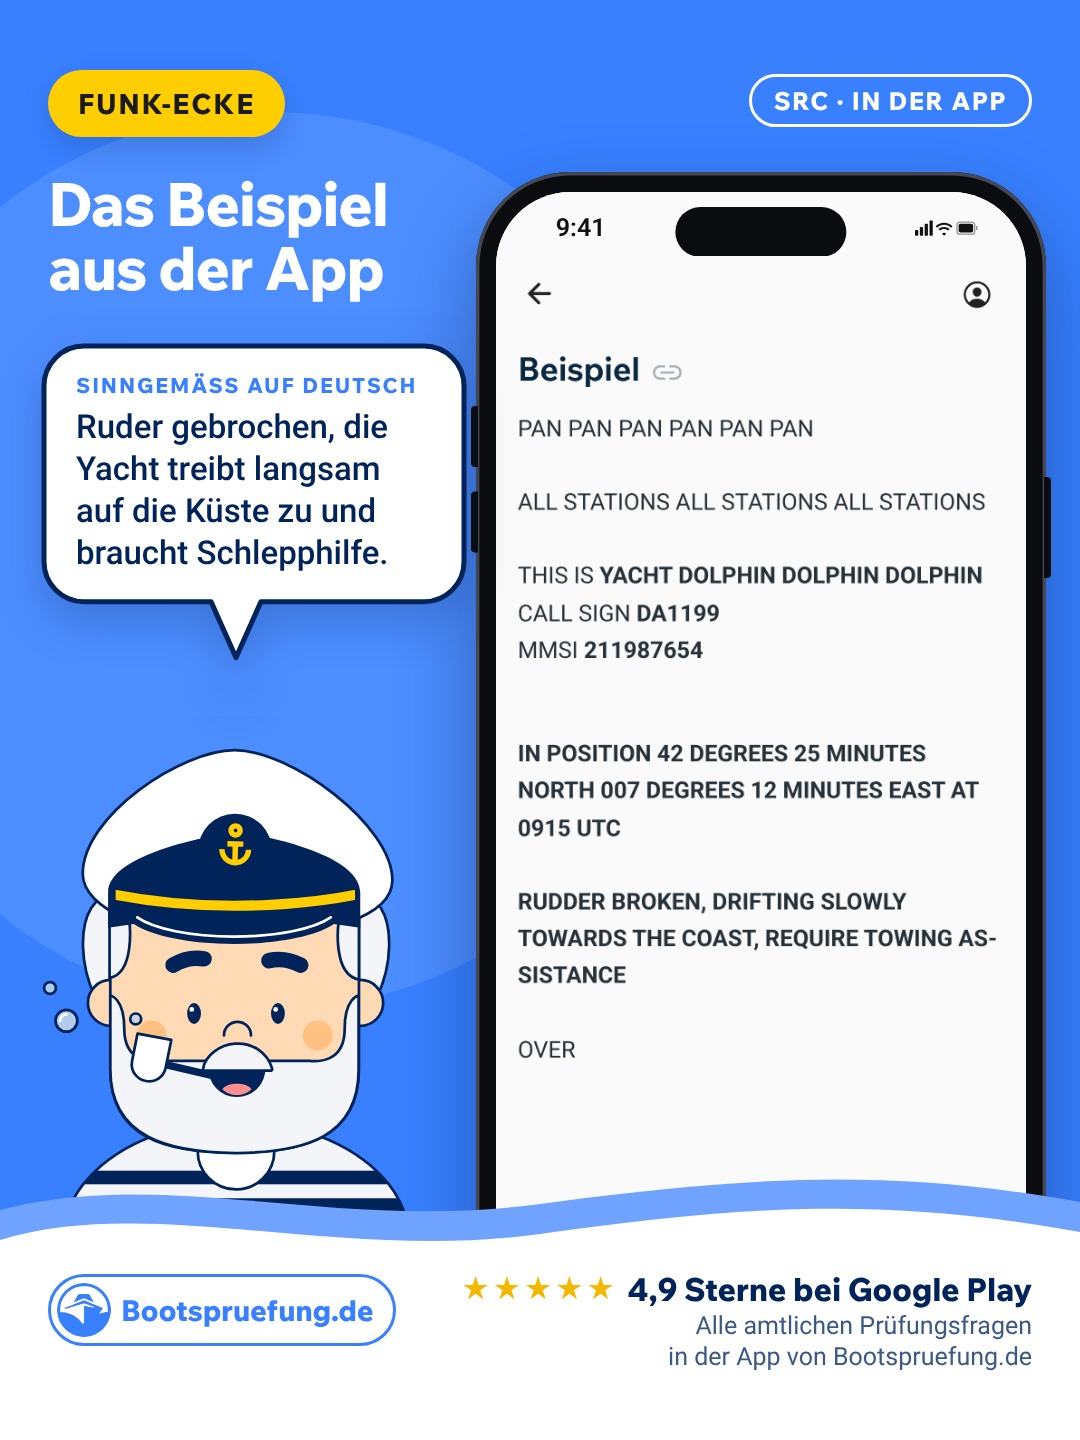 FUNK-ECKE
SRC · IN DER APP
Das Beispiel
aus der App
SINNGEMÄSS AUF DEUTSCH
Ruder gebrochen, die
Yacht treibt langsam
auf die Küste zu und
braucht Schlepphilfe.
9:41
Beispiel
PAN PAN PAN PAN PAN PAN
ALL STATIONS ALL STATIONS ALL STATIONS
THIS IS YACHT DOLPHIN DOLPHIN DOLPHIN
CALL SIGN DA1199
MMSI 211987654
IN POSITION 42 DEGREES 25 MINUTES
NORTH 007 DEGREES 12 MINUTES EAST AT
0915 UTC
RUDDER BROKEN, DRIFTING SLOWLY
TOWARDS THE COAST, REQUIRE TOWING AS-
SISTANCE
OVER
Bootspruefung.de
★★★★★ 4,9 Sterne bei Google Play
Alle amtlichen Prüfungsfragen
in der App von Bootspruefung.de